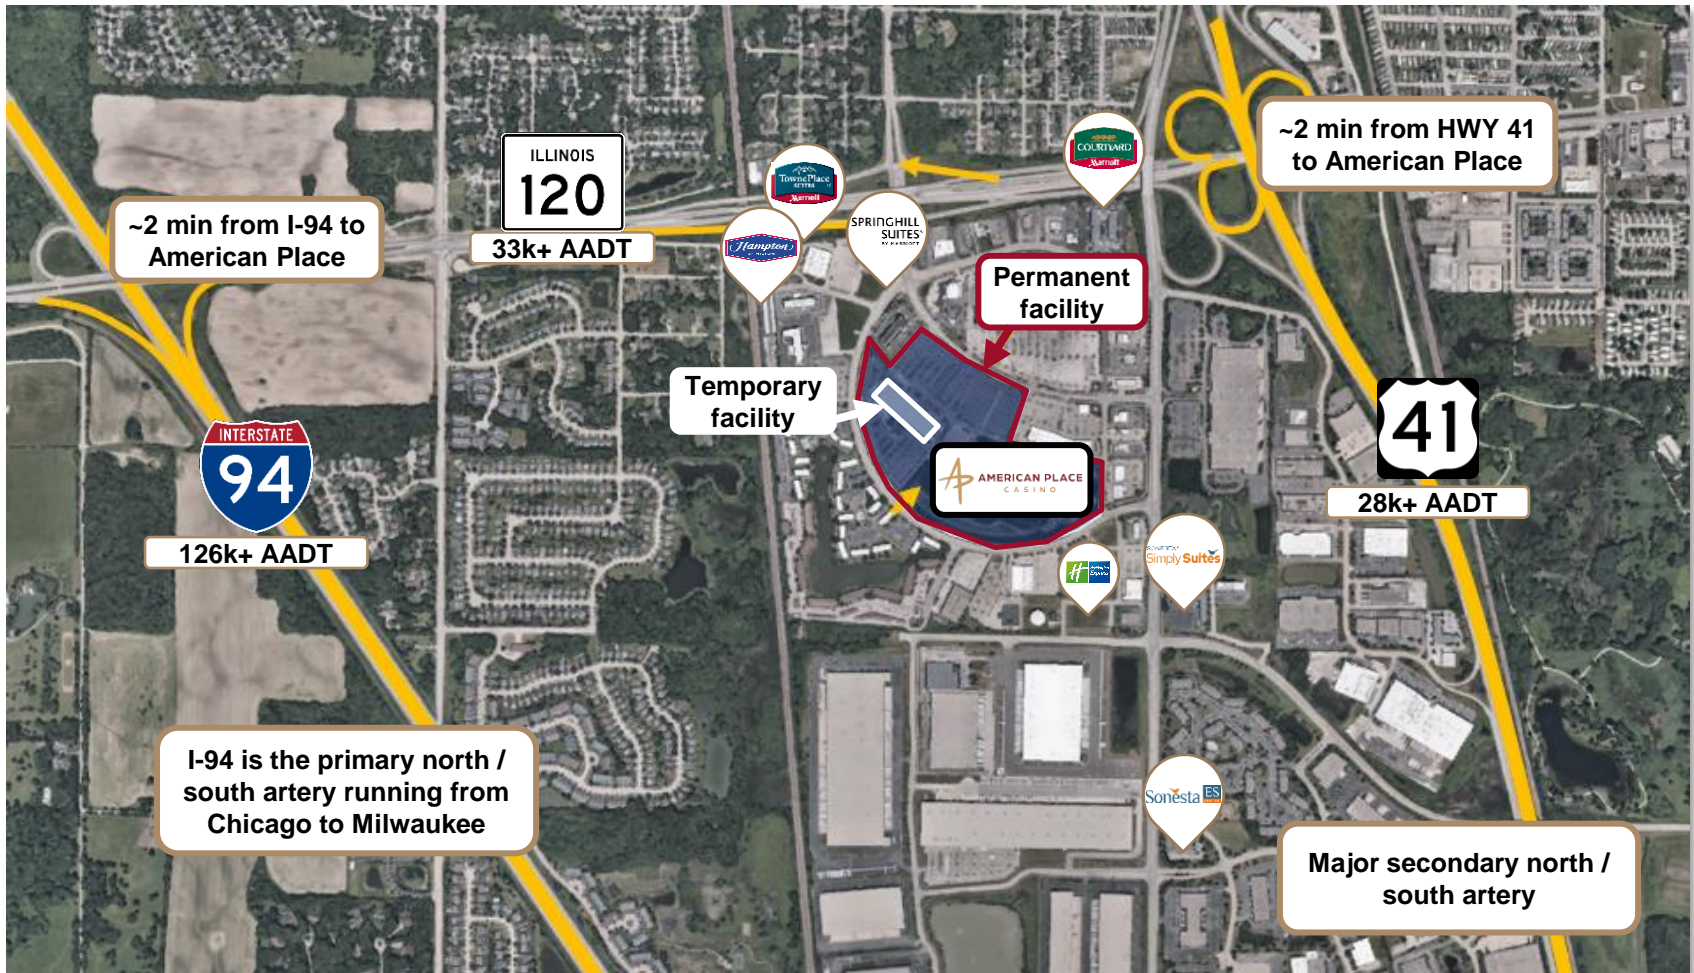 ILLINOIS
120
33k+ AADT
~2 min from I-94 to
American Place
~2 min from HWY 41
to American Place
COURTYARD
Marriott
TownePlace
SUITES
Marriott
Hampton
SPRINGHILL
SUITES
BY MARRIOTT
Permanent
facility
Temporary
facility
AP AMERICAN PLACE
CASINO
INTERSTATE
94
126k+ AADT
41
28k+ AADT
H
Simply Suites
I-94 is the primary north /
south artery running from
Chicago to Milwaukee
Sonesta ES
Major secondary north /
south artery